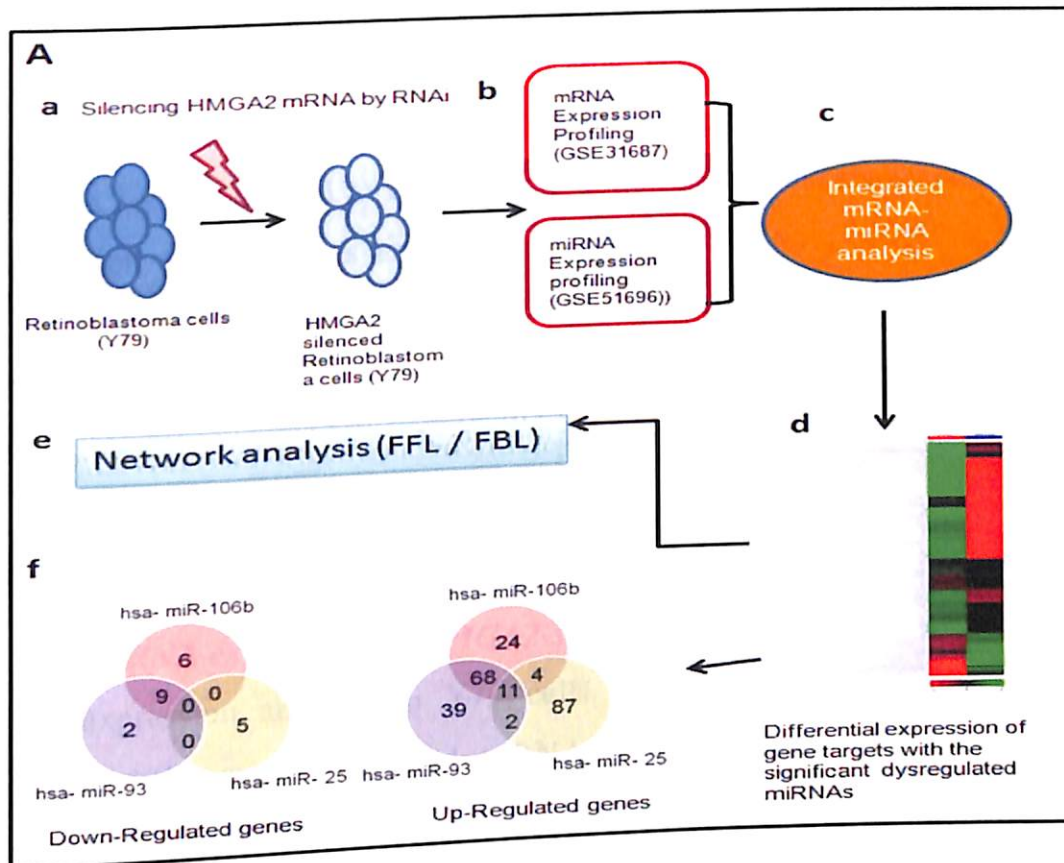 A
a Silencing HMGA2 mRNA by RNAi
b
mRNA
Expression
Profiling
(GSE31687)
c
Integrated
mRNA-
miRNA
analysis
miRNA
Expression
profiling
(GSE51696))
Retinoblastoma cells
(Y79)
HMGA2
silenced
Retinoblastom
a cells (Y79)
d
e
Network analysis (FFL / FBL)
Differential expression of
gene targets with the
significant dysregulated
miRNAs
f
hsa- miR-106b
6
9 0 0
2 5
0
hsa- miR-93
hsa- miR- 25
Down-Regulated genes
hsa- miR-106b
24
68 4
11
39 87
2
hsa- miR-93
hsa- miR- 25
Up-Regulated genes